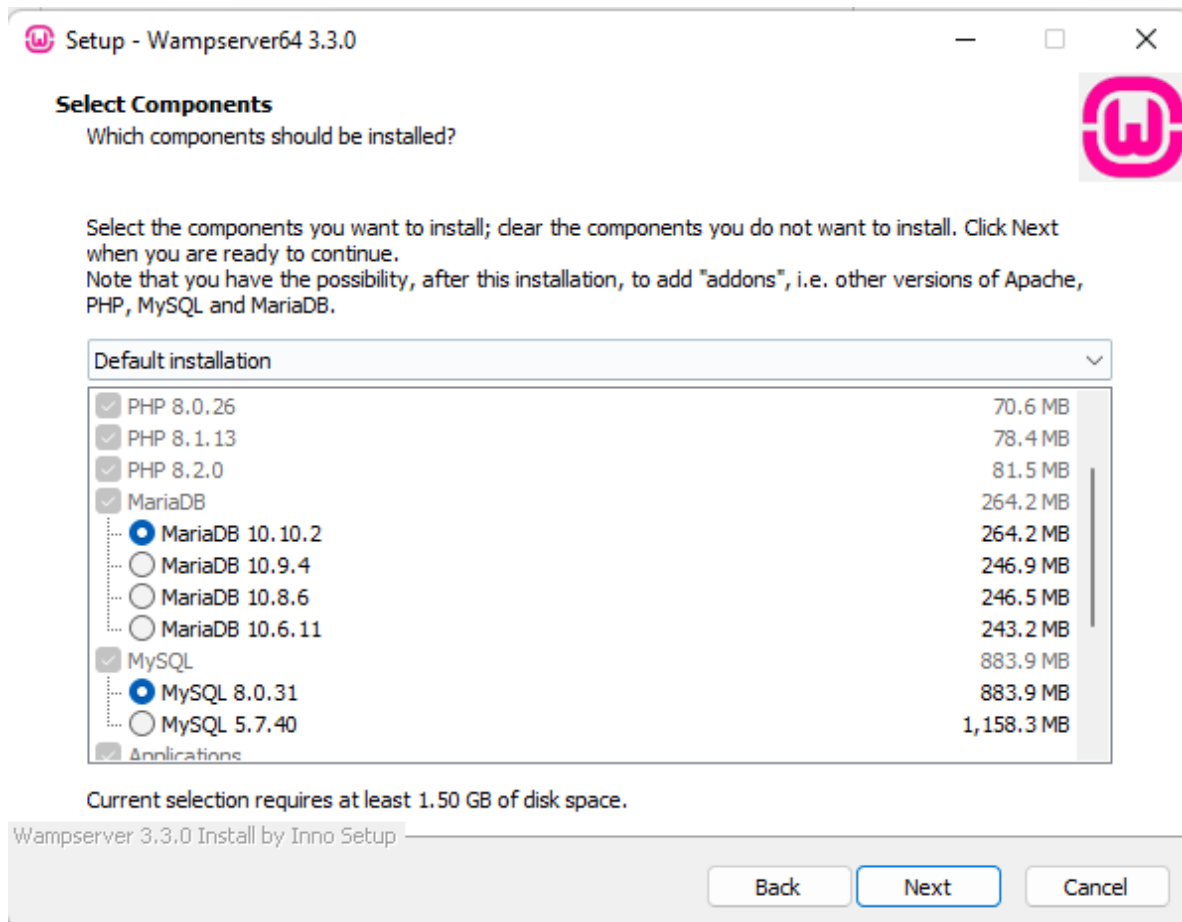 Setup - Wampserver64 3.3.0
Select Components
Which components should be installed?
Select the components you want to install; clear the components you do not want to install. Click Next
when you are ready to continue.
Note that you have the possibility, after this installation, to add "addons", i.e. other versions of Apache,
PHP, MySQL and MariaDB.
Default installation
PHP 8.0.26 70.6 MB
PHP 8.1.13 78.4 MB
PHP 8.2.0 81.5 MB
MariaDB 264.2 MB
MariaDB 10.10.2 264.2 MB
MariaDB 10.9.4 246.9 MB
MariaDB 10.8.6 246.5 MB
MariaDB 10.6.11 243.2 MB
MySQL 883.9 MB
MySQL 8.0.31 883.9 MB
MySQL 5.7.40 1,158.3 MB
Applications
Current selection requires at least 1.50 GB of disk space.
Wampserver 3.3.0 Install by Inno Setup
Back Next Cancel